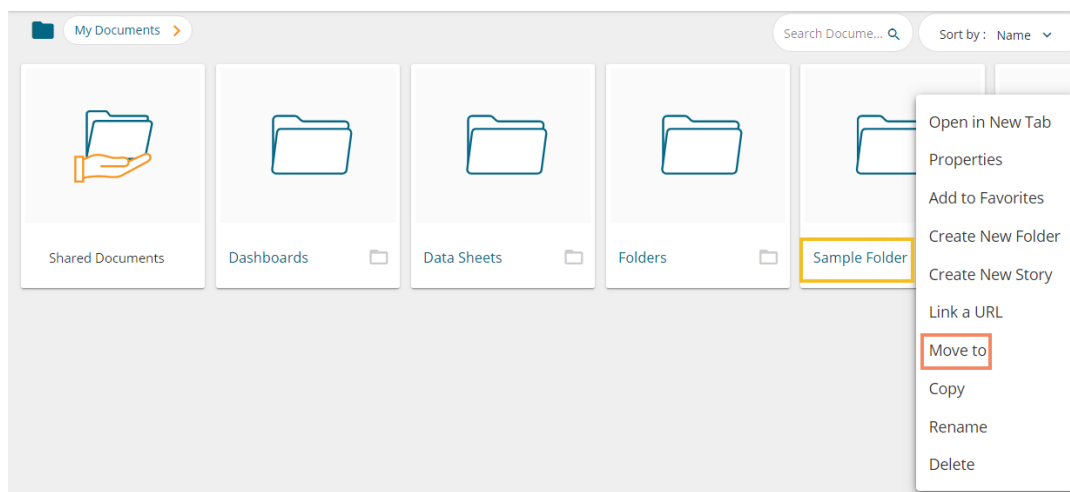 My Documents
Search Docume...
Sort by : Name
Shared Documents
Dashboards
Data Sheets
Folders
Sample Folder
Open in New Tab
Properties
Add to Favorites
Create New Folder
Create New Story
Link a URL
Move to
Copy
Rename
Delete